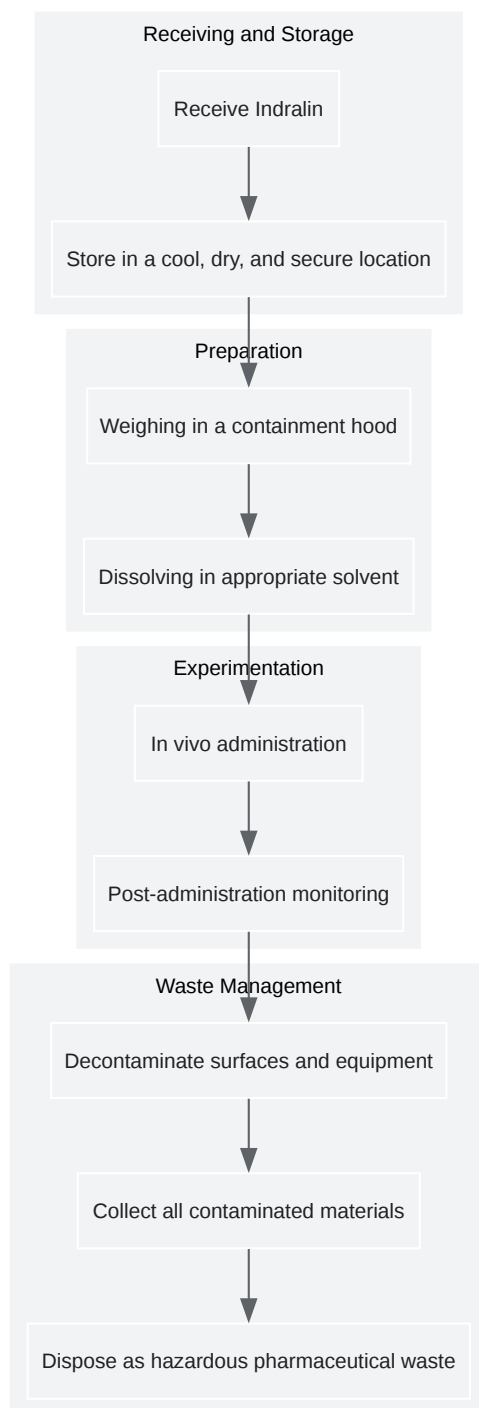 Receiving and Storage
Receive Indralin
Store in a cool, dry, and secure location
Preparation
Weighing in a containment hood
Dissolving in appropriate solvent
Experimentation
In vivo administration
Post-administration monitoring
Waste Management
Decontaminate surfaces and equipment
Collect all contaminated materials
Dispose as hazardous pharmaceutical waste